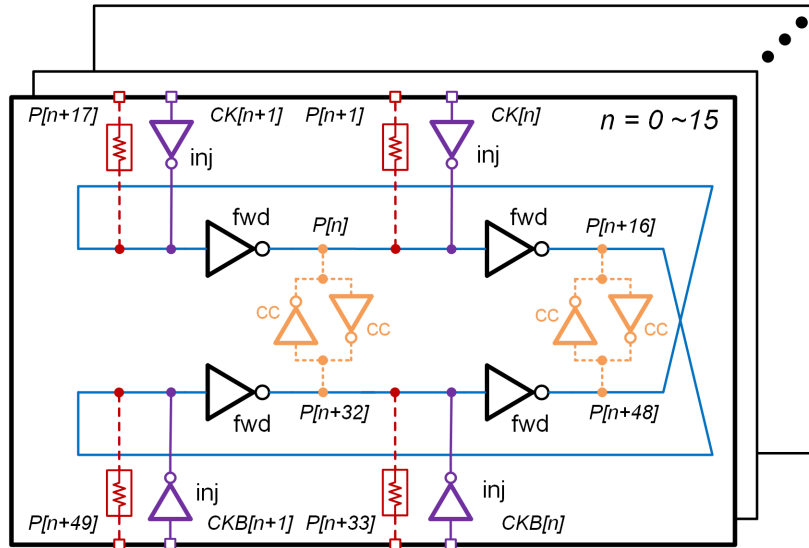 P[n+17]
CK[n+1]
P[n+1]
CK[n]
n = 0 ~15
inj
inj
fwd
P[n]
fwd
P[n+16]
CC
CC
CC
CC
fwd
P[n+32]
fwd
P[n+48]
inj
inj
P[n+49]
CKB[n+1]
P[n+33]
CKB[n]